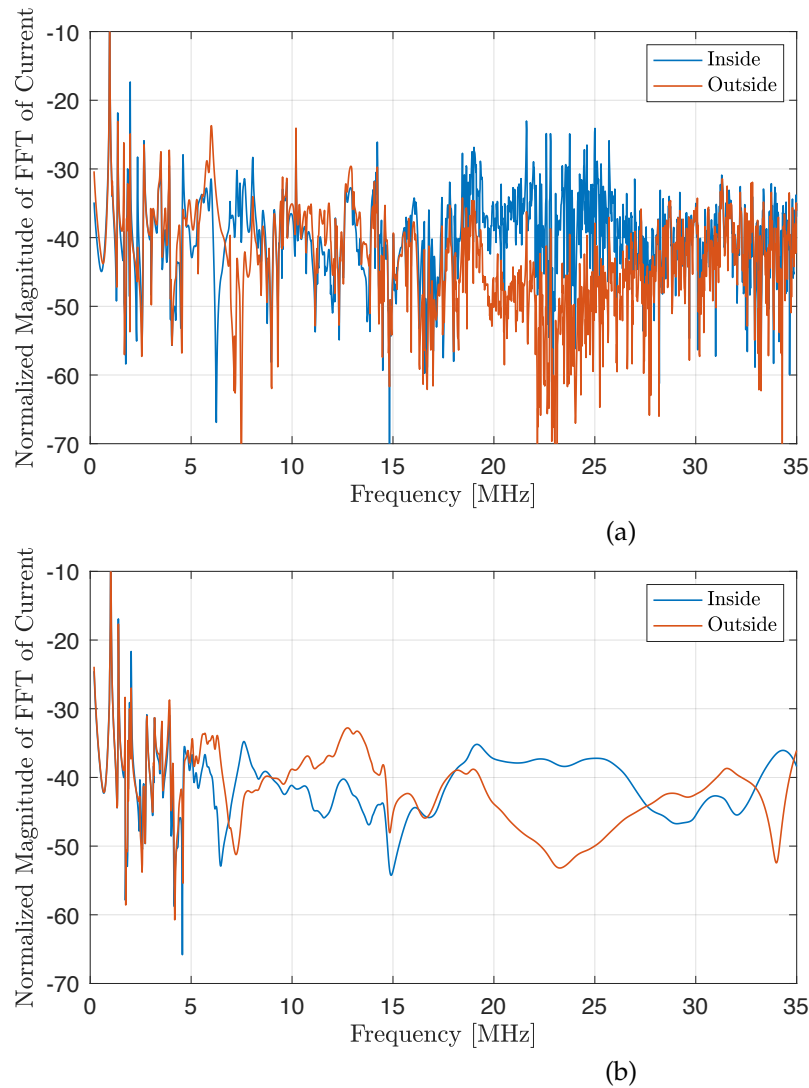 Normalized Magnitude of FFT of Current
-10
-20
-30
-40
-50
-60
-70
0 5 10 15 20 25 30 35
Frequency [MHz]
Inside
Outside
(a)
Normalized Magnitude of FFT of Current
-10
-20
-30
-40
-50
-60
-70
0 5 10 15 20 25 30 35
Frequency [MHz]
Inside
Outside
(b)